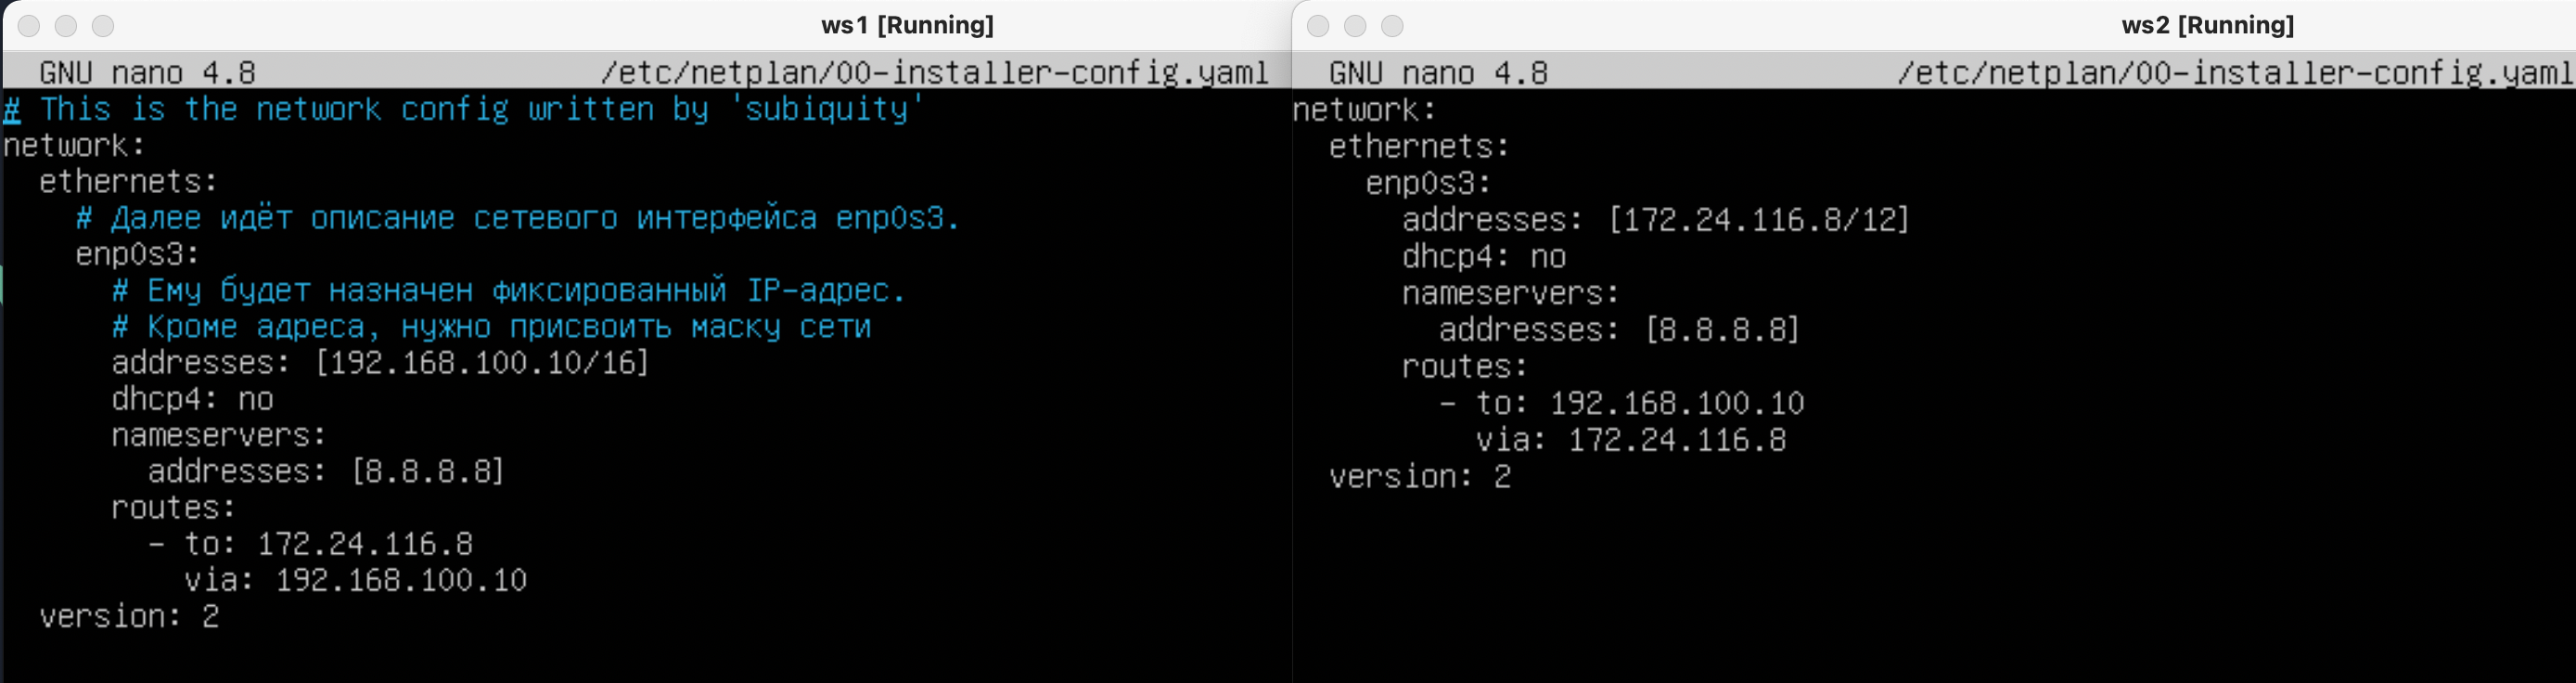 ws1 [Running]
GNU nano 4.8 /etc/netplan/00-installer-config.yaml
# This is the network config written by 'subiquity'
network:
  ethernets:
    # Далее идёт описание сетевого интерфейса enp0s3.
    enp0s3:
      # Ему будет назначен фиксированный IP-адрес.
      # Кроме адреса, нужно присвоить маску сети
      addresses: [192.168.100.10/16]
      dhcp4: no
      nameservers:
        addresses: [8.8.8.8]
      routes:
        - to: 172.24.116.8
          via: 192.168.100.10
  version: 2
ws2 [Running]
GNU nano 4.8 /etc/netplan/00-installer-config.yaml
network:
  ethernets:
    enp0s3:
      addresses: [172.24.116.8/12]
      dhcp4: no
      nameservers:
        addresses: [8.8.8.8]
      routes:
        - to: 192.168.100.10
          via: 172.24.116.8
  version: 2